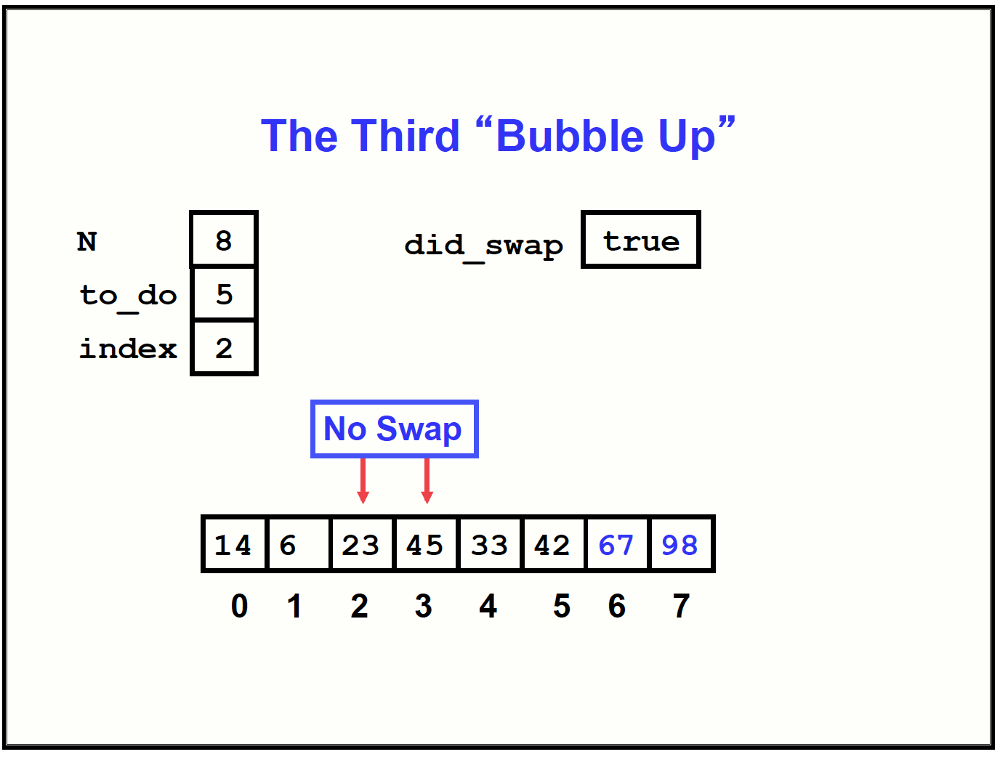 The Third “Bubble Up”
N 8 did_swap true
to_do 5
index 2
No Swap
14 6 23 45 33 42 67 98
0 1 2 3 4 5 6 7